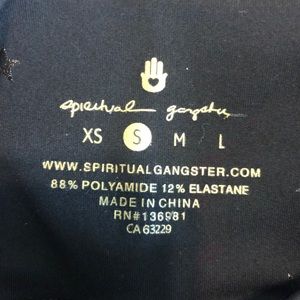 spiritual gangster
XS S M L
WWW.SPIRITUALGANGSTER.COM
88% POLYAMIDE 12% ELASTANE
MADE IN CHINA
RN#136981
CA 63229